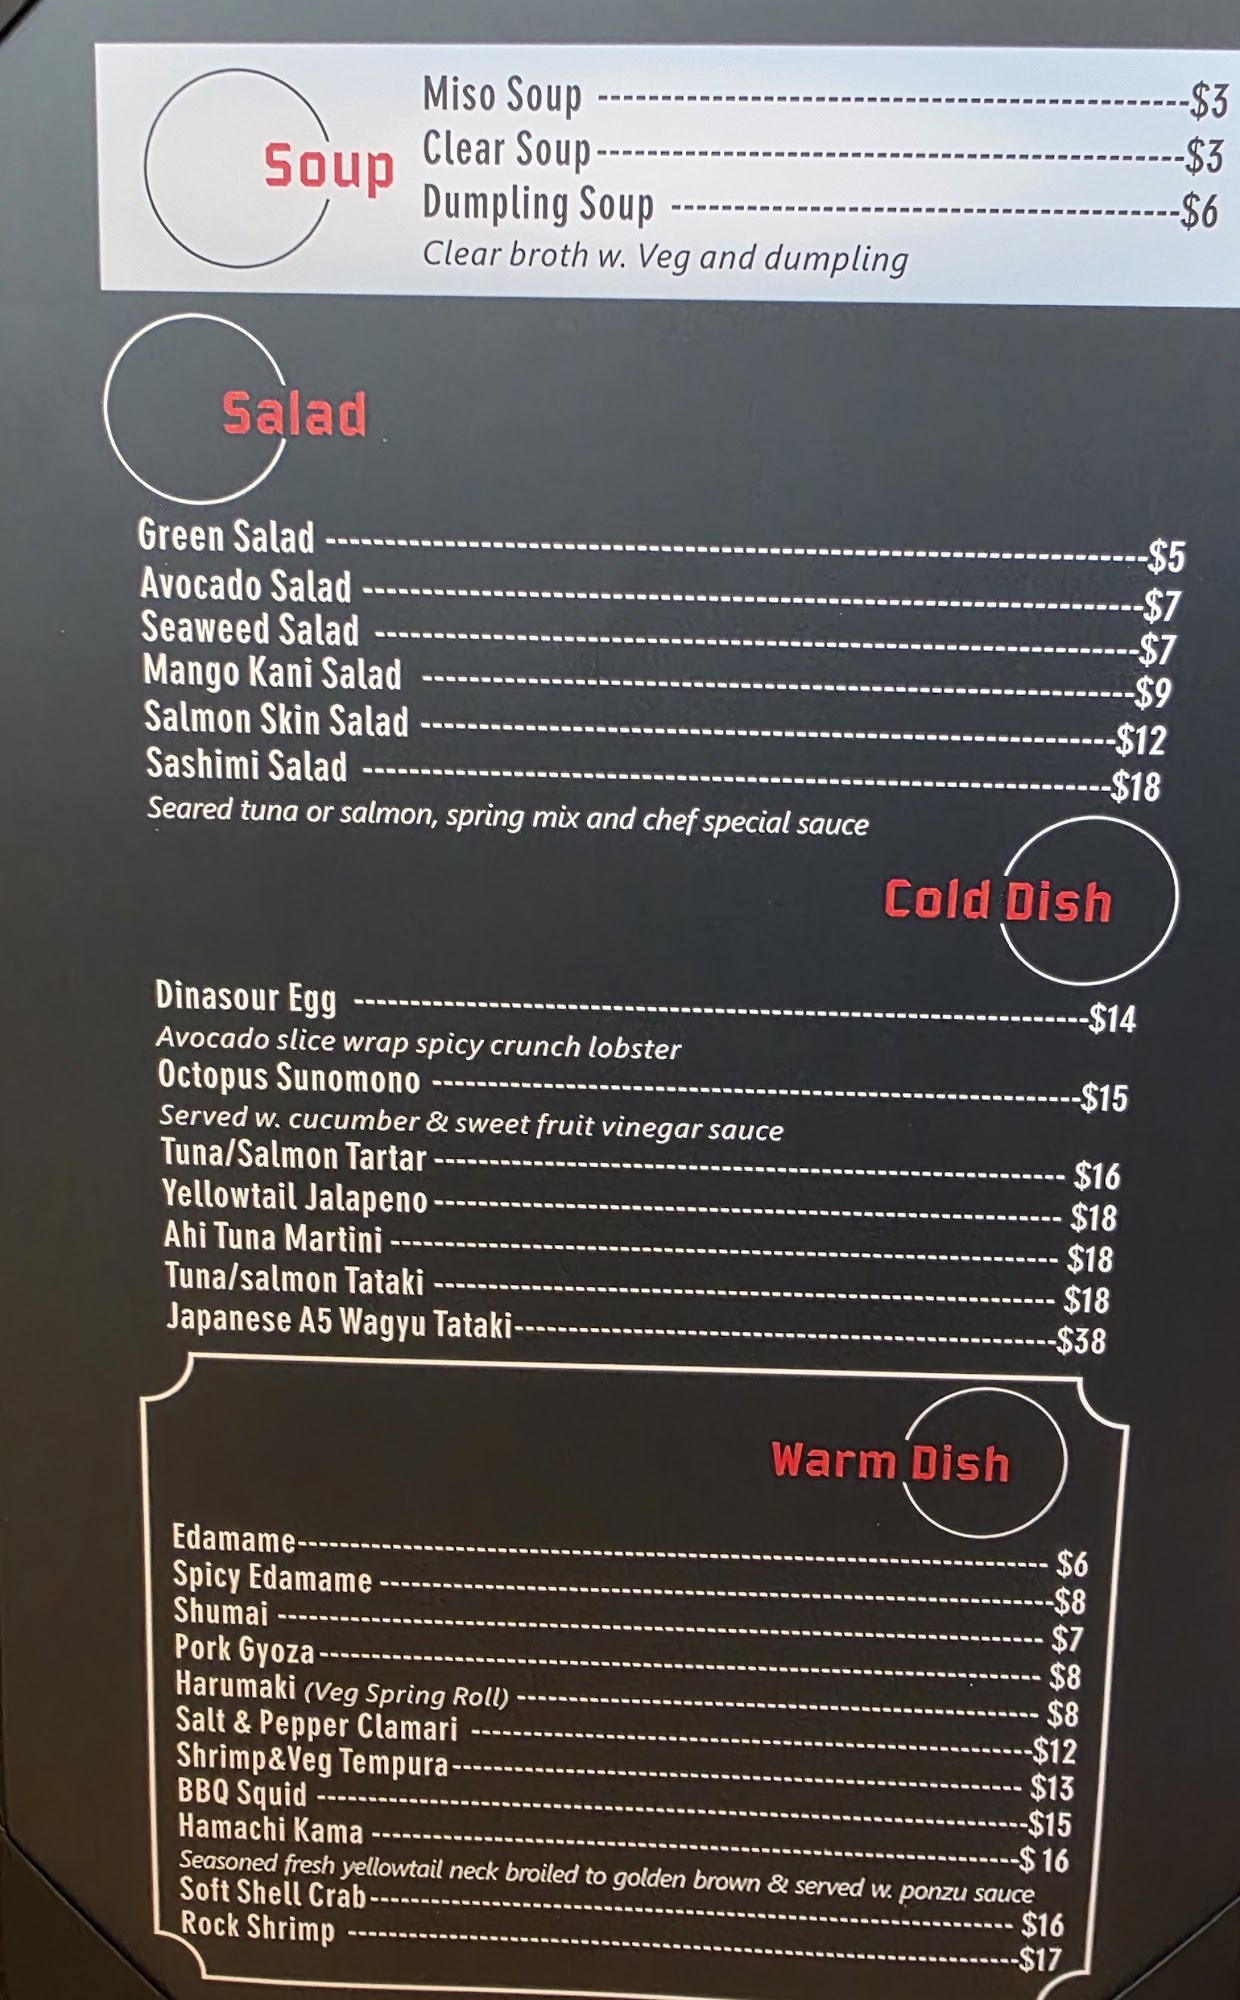 Soup
Miso Soup ---$3
Clear Soup---$3
Dumpling Soup ---$6
Clear broth w. Veg and dumpling
Salad
Green Salad ---$5
Avocado Salad ---$7
Seaweed Salad ---$7
Mango Kani Salad ---$9
Salmon Skin Salad ---$12
Sashimi Salad ---$18
Seared tuna or salmon, spring mix and chef special sauce
Cold Dish
Dinasour Egg ---$14
Avocado slice wrap spicy crunch lobster
Octopus Sunomono ---$15
Served w. cucumber & sweet fruit vinegar sauce
Tuna/Salmon Tartar --- $16
Yellowtail Jalapeno --- $18
Ahi Tuna Martini --- $18
Tuna/salmon Tataki --- $18
Japanese A5 Wagyu Tataki---$38
Warm Dish
Edamame--- $6
Spicy Edamame ---$8
Shumai --- $7
Pork Gyoza--- $8
Harumaki (Veg Spring Roll) --- $8
Salt & Pepper Clamari ---$12
Shrimp&Veg Tempura--- $13
BBQ Squid ---$15
Hamachi Kama ---$16
Seasoned fresh yellowtail neck broiled to golden brown & served w. ponzu sauce
Soft Shell Crab--- $16
Rock Shrimp ---$17